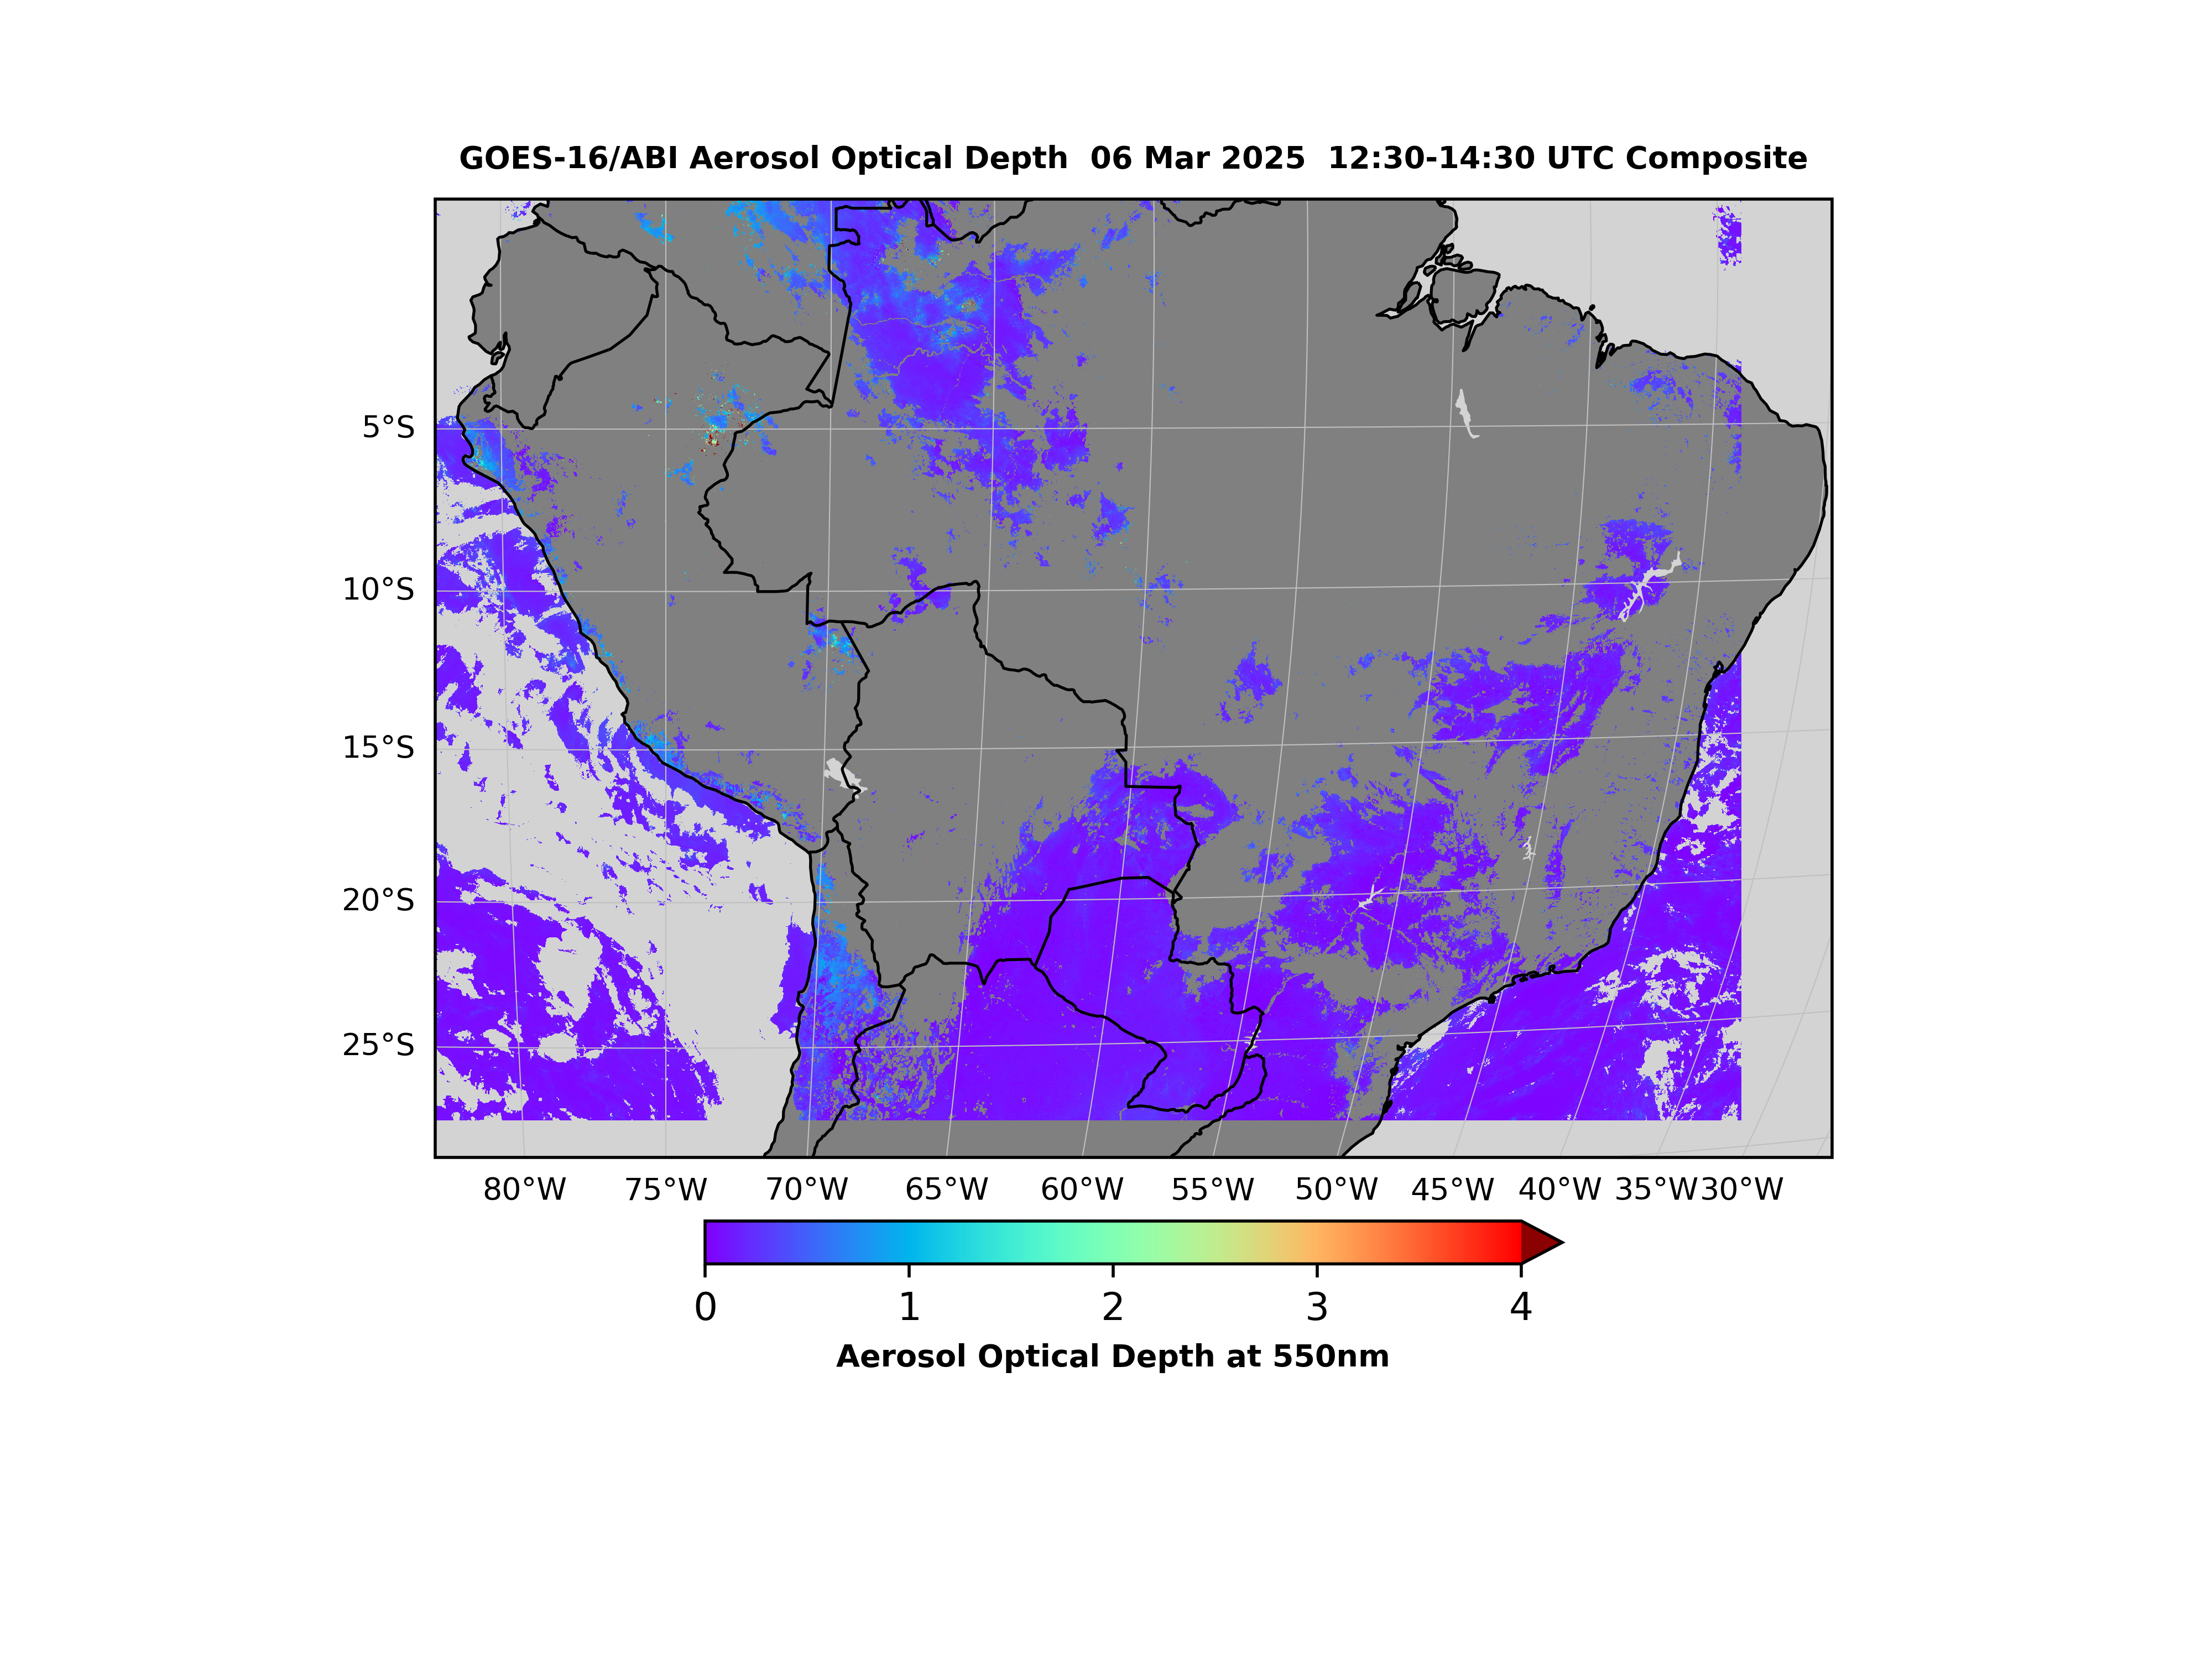 GOES-16/ABI Aerosol Optical Depth  06 Mar 2025  12:30-14:30 UTC Composite
5°S
10°S
15°S
20°S
25°S
80°W 75°W 70°W 65°W 60°W 55°W 50°W 45°W 40°W 35°W 30°W
0 1 2 3 4
Aerosol Optical Depth at 550nm